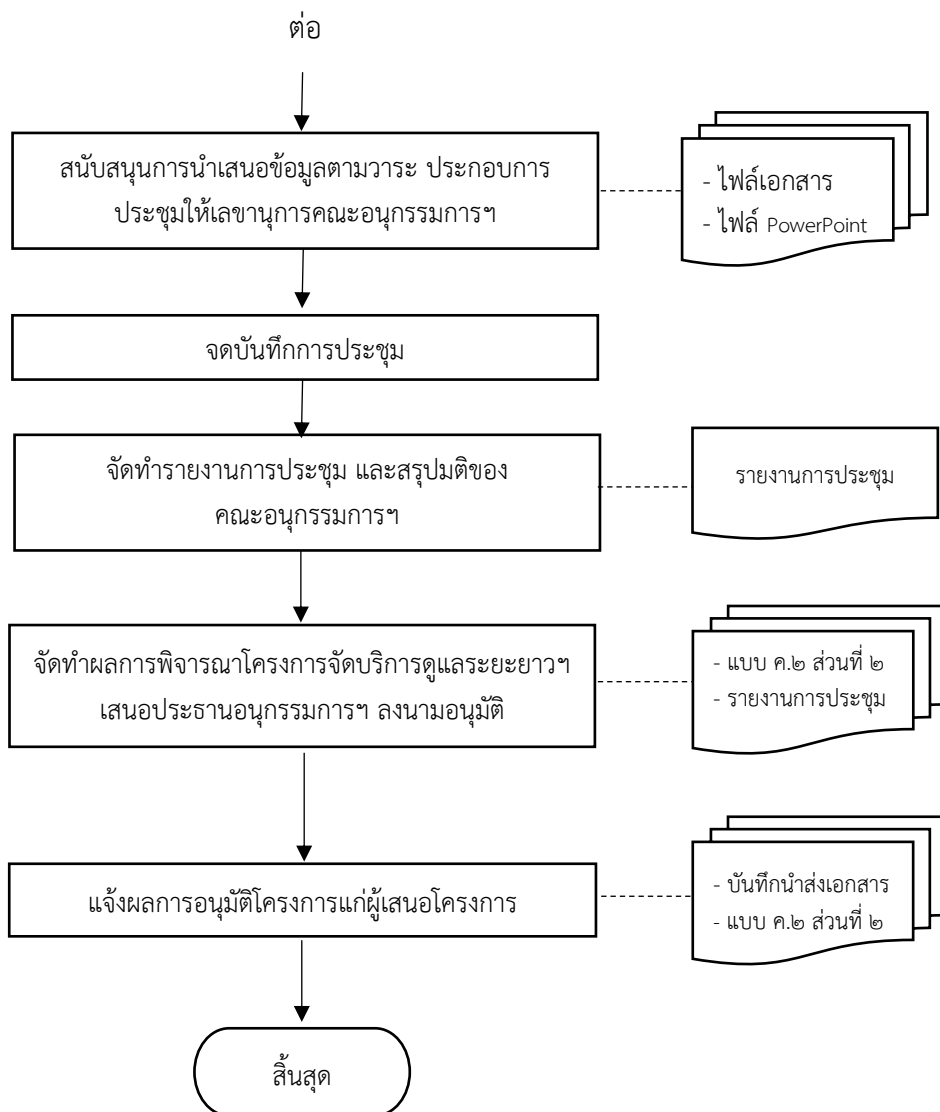 ต่อ
สนับสนุนการนำเสนอข้อมูลตามวาระ ประกอบการ
ประชุมให้เลขานุการคณะอนุกรรมการฯ
- ไฟล์เอกสาร
- ไฟล์ PowerPoint
จดบันทึกการประชุม
จัดทำรายงานการประชุม และสรุปมติของ
คณะอนุกรรมการฯ
รายงานการประชุม
จัดทำผลการพิจารณาโครงการจัดบริการดูแลระยะยาวฯ
เสนอประธานอนุกรรมการฯ ลงนามอนุมัติ
- แบบ ค.๒ ส่วนที่ ๒
- รายงานการประชุม
แจ้งผลการอนุมัติโครงการแก่ผู้เสนอโครงการ
- บันทึกนำส่งเอกสาร
- แบบ ค.๒ ส่วนที่ ๒
สิ้นสุด